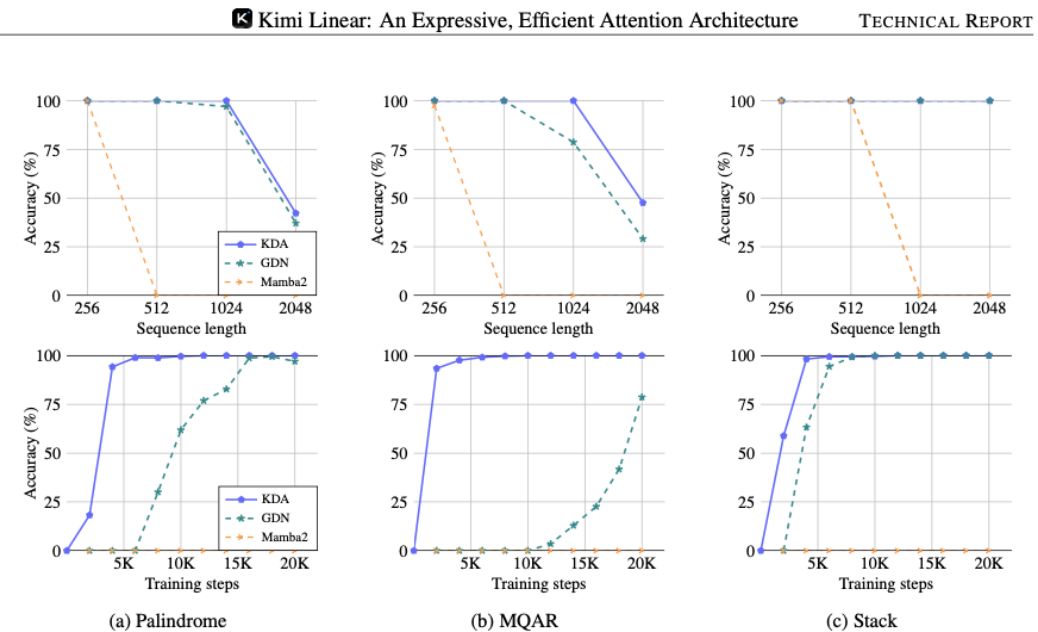 Kimi Linear: An Expressive, Efficient Attention Architecture TECHNICAL REPORT
100
75
50
25
0
Accuracy (%)
256 512 1024 2048
Sequence length
KDA
GDN
Mamba2
100
75
50
25
0
Accuracy (%)
256 512 1024 2048
Sequence length
100
75
50
25
0
Accuracy (%)
256 512 1024 2048
Sequence length
100
75
50
25
0
Accuracy (%)
5K 10K 15K 20K
Training steps
KDA
GDN
Mamba2
100
75
50
25
0
5K 10K 15K 20K
Training steps
100
75
50
25
0
5K 10K 15K 20K
Training steps
(a) Palindrome
(b) MQAR
(c) Stack